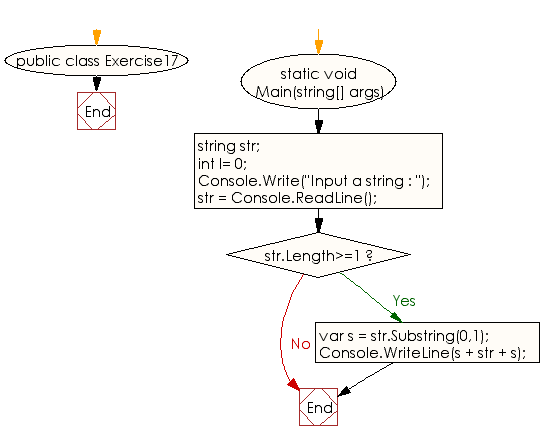 public class Exercise17
End
static void
Main(string[] args)
string str;
int l= 0;
Console.Write("Input a string : ");
str = Console.ReadLine();
str.Length>=1 ?
Yes
No
var s = str.Substring(0,1);
Console.WriteLine(s + str + s);
End